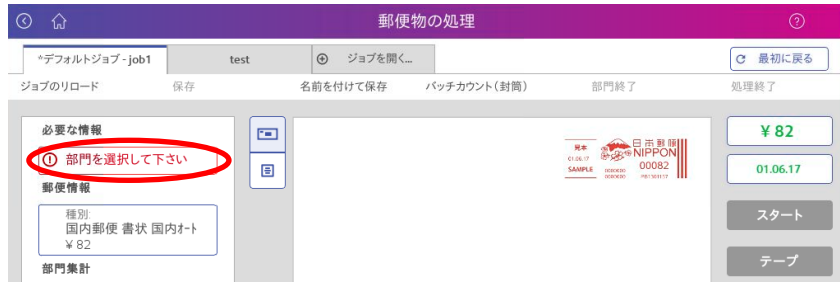 郵便物の処理
*デフォルトジョブ - job1
test
ジョブを開く...
最初に戻る
ジョブのリロード
保存
名前を付けて保存
バッチカウント(封筒)
部門終了
処理終了
必要な情報
部門を選択して下さい
郵便情報
種別:
国内郵便 書状 国内ｵｰﾄ
¥ 82
部門集計
見本
01.06.17
SAMPLE
日本郵便
NIPPON
00082
¥ 82
01.06.17
スタート
テープ